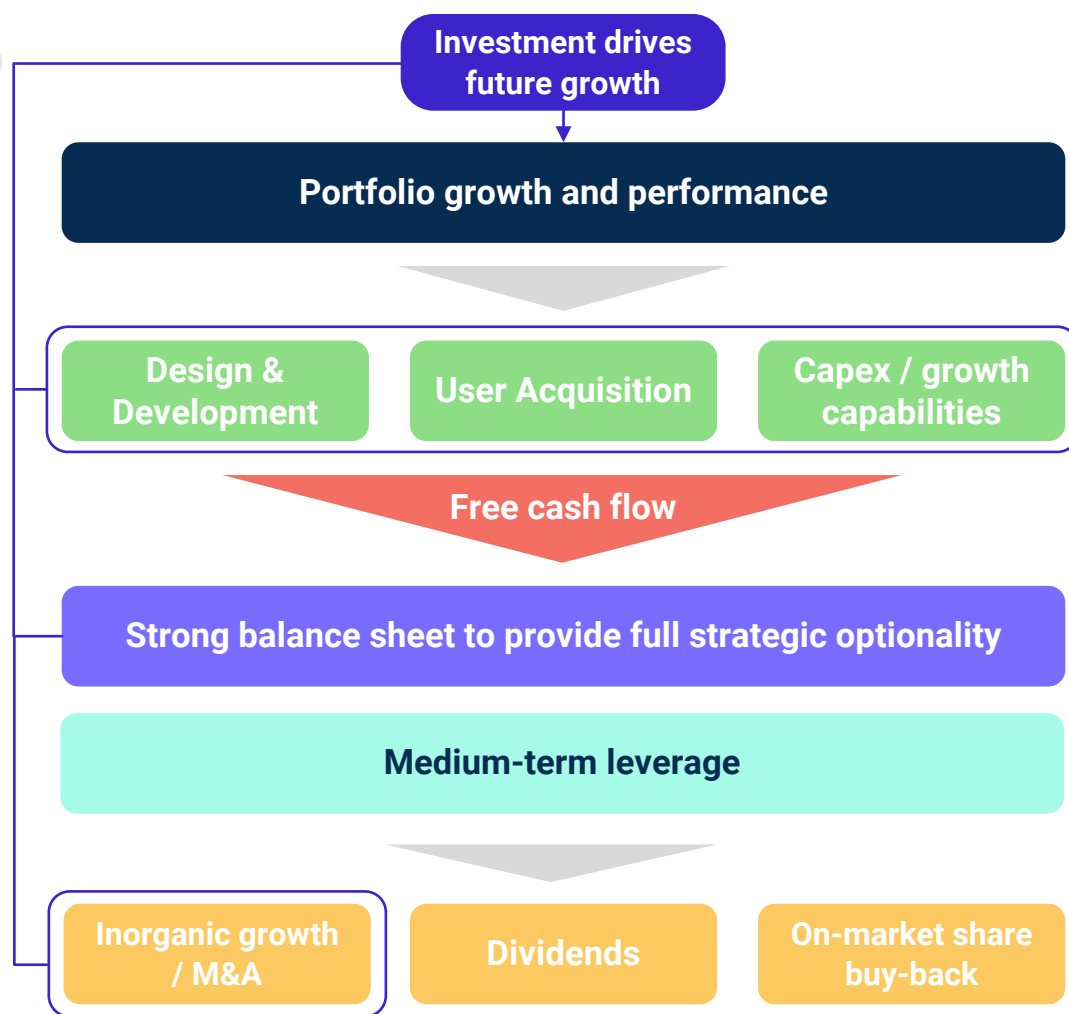 Investment drives
future growth
Portfolio growth and performance
Design &
Development
User Acquisition
Capex / growth
capabilities
Free cash flow
Strong balance sheet to provide full strategic optionality
Medium-term leverage
Inorganic growth
/ M&A
Dividends
On-market share
buy-back